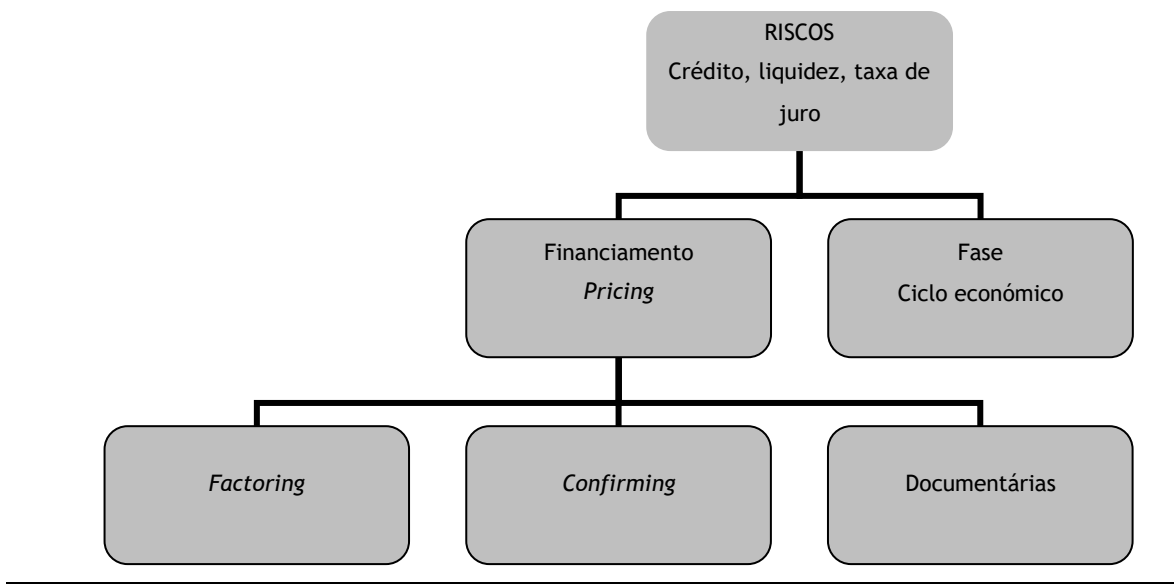 RISCOS
Crédito, liquidez, taxa de
juro
Financiamento
Pricing
Fase
Ciclo económico
Factoring
Confirming
Documentárias